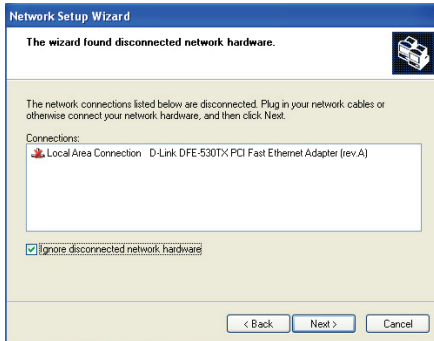 Network Setup Wizard
The wizard found disconnected network hardware.
The network connections listed below are disconnected. Plug in your network cables or
otherwise connect your network hardware, and then click Next.
Connections:
Local Area Connection D-Link DFE-530TX PCI Fast Ethernet Adapter (rev.A)
Ignore disconnected network hardware
< Back Next > Cancel